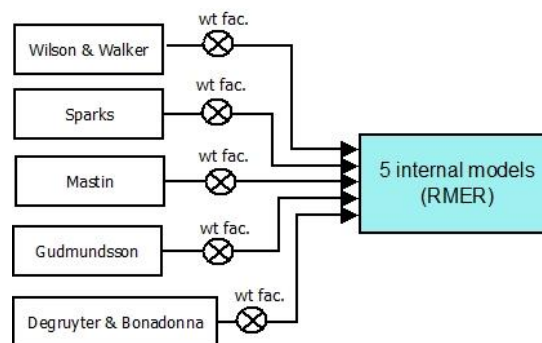 wt fac.
Wilson & Walker
wt fac.
Sparks
wt fac.
Mastin
5 internal models
(RMER)
wt fac.
Gudmundsson
wt fac.
Degruyter & Bonadonna